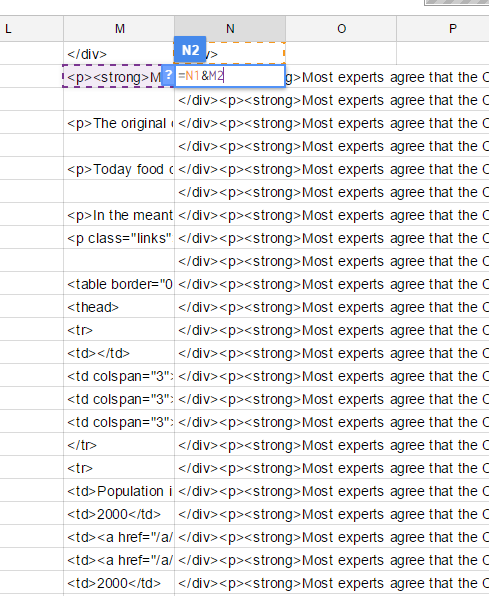 L M N O P
</div> N2
<p><strong>M ? =N1&M2 g>Most experts agree that the C
</div><p><strong>Most experts agree that the C
<p>The original </div><p><strong>Most experts agree that the C
</div><p><strong>Most experts agree that the C
<p>Today food </div><p><strong>Most experts agree that the C
</div><p><strong>Most experts agree that the C
<p>In the meant </div><p><strong>Most experts agree that the C
<p class="links" </div><p><strong>Most experts agree that the C
</div><p><strong>Most experts agree that the C
<table border="0 </div><p><strong>Most experts agree that the C
<thead> </div><p><strong>Most experts agree that the C
<tr> </div><p><strong>Most experts agree that the C
<td></td> </div><p><strong>Most experts agree that the C
<td colspan="3"> </div><p><strong>Most experts agree that the C
<td colspan="3"> </div><p><strong>Most experts agree that the C
<td colspan="3"> </div><p><strong>Most experts agree that the C
</tr> </div><p><strong>Most experts agree that the C
<tr> </div><p><strong>Most experts agree that the C
<td>Population i </div><p><strong>Most experts agree that the C
<td>2000</td> </div><p><strong>Most experts agree that the C
<td><a href="/a/ </div><p><strong>Most experts agree that the C
<td><a href="/a/ </div><p><strong>Most experts agree that the C
<td>2000</td> </div><p><strong>Most experts agree that the C